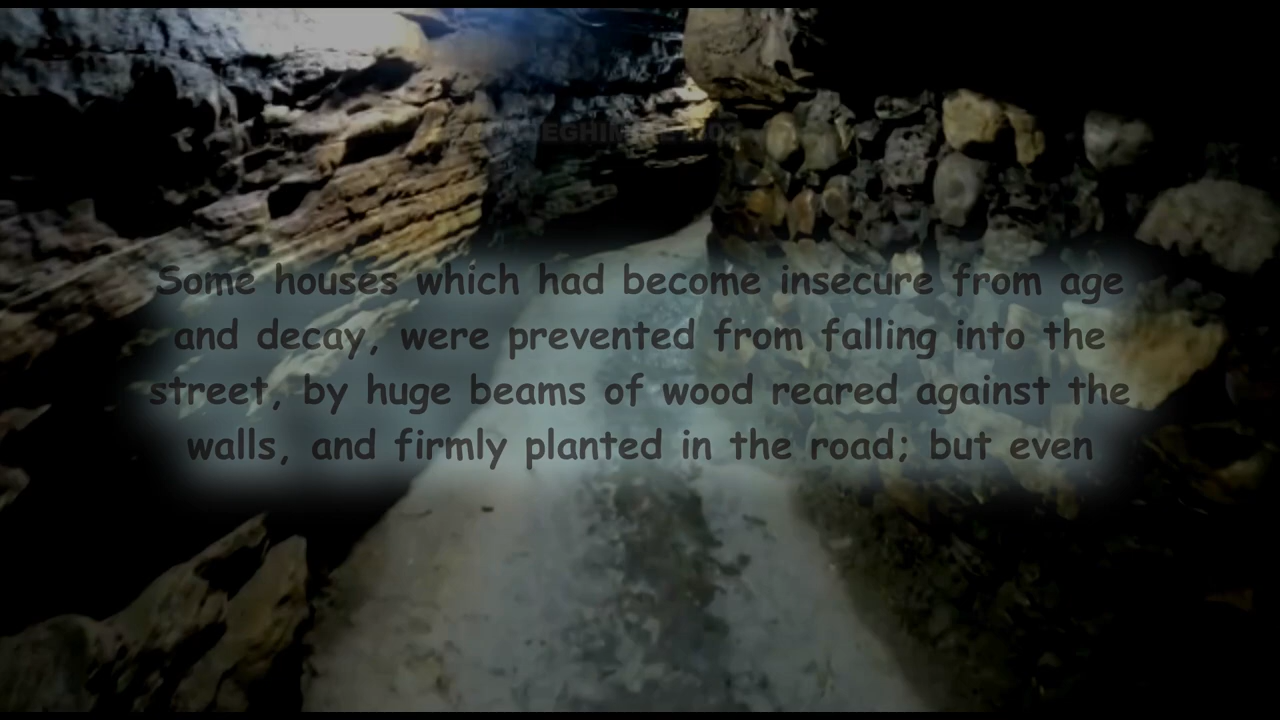 Some houses which had become insecure from age
and decay, were prevented from falling into the
street, by huge beams of wood reared against the
walls, and firmly planted in the road; but even